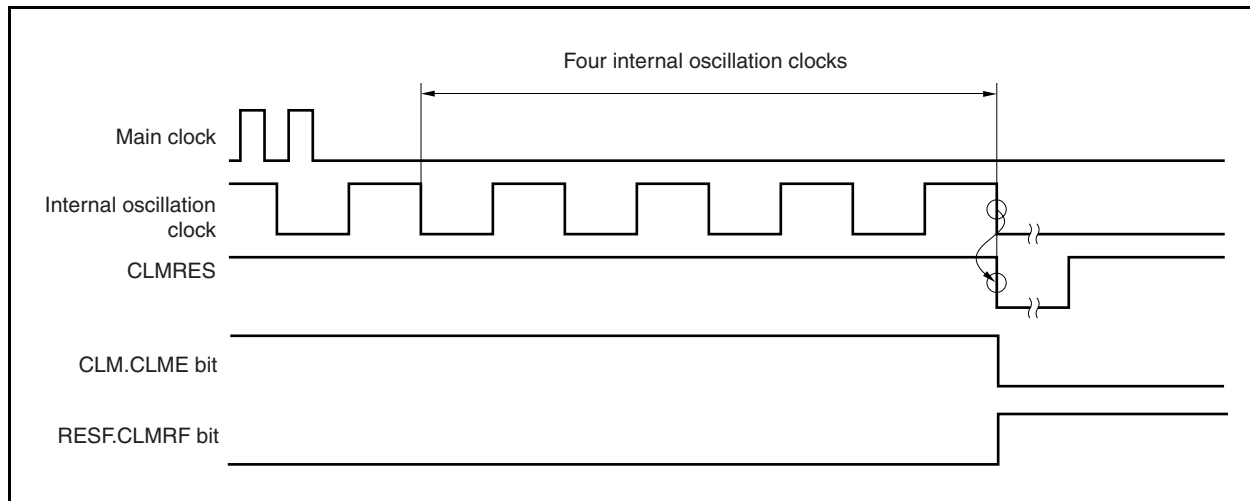 Four internal oscillation clocks
Main clock
Internal oscillation
clock
CLMRES
CLM.CLME bit
RESF.CLMRF bit